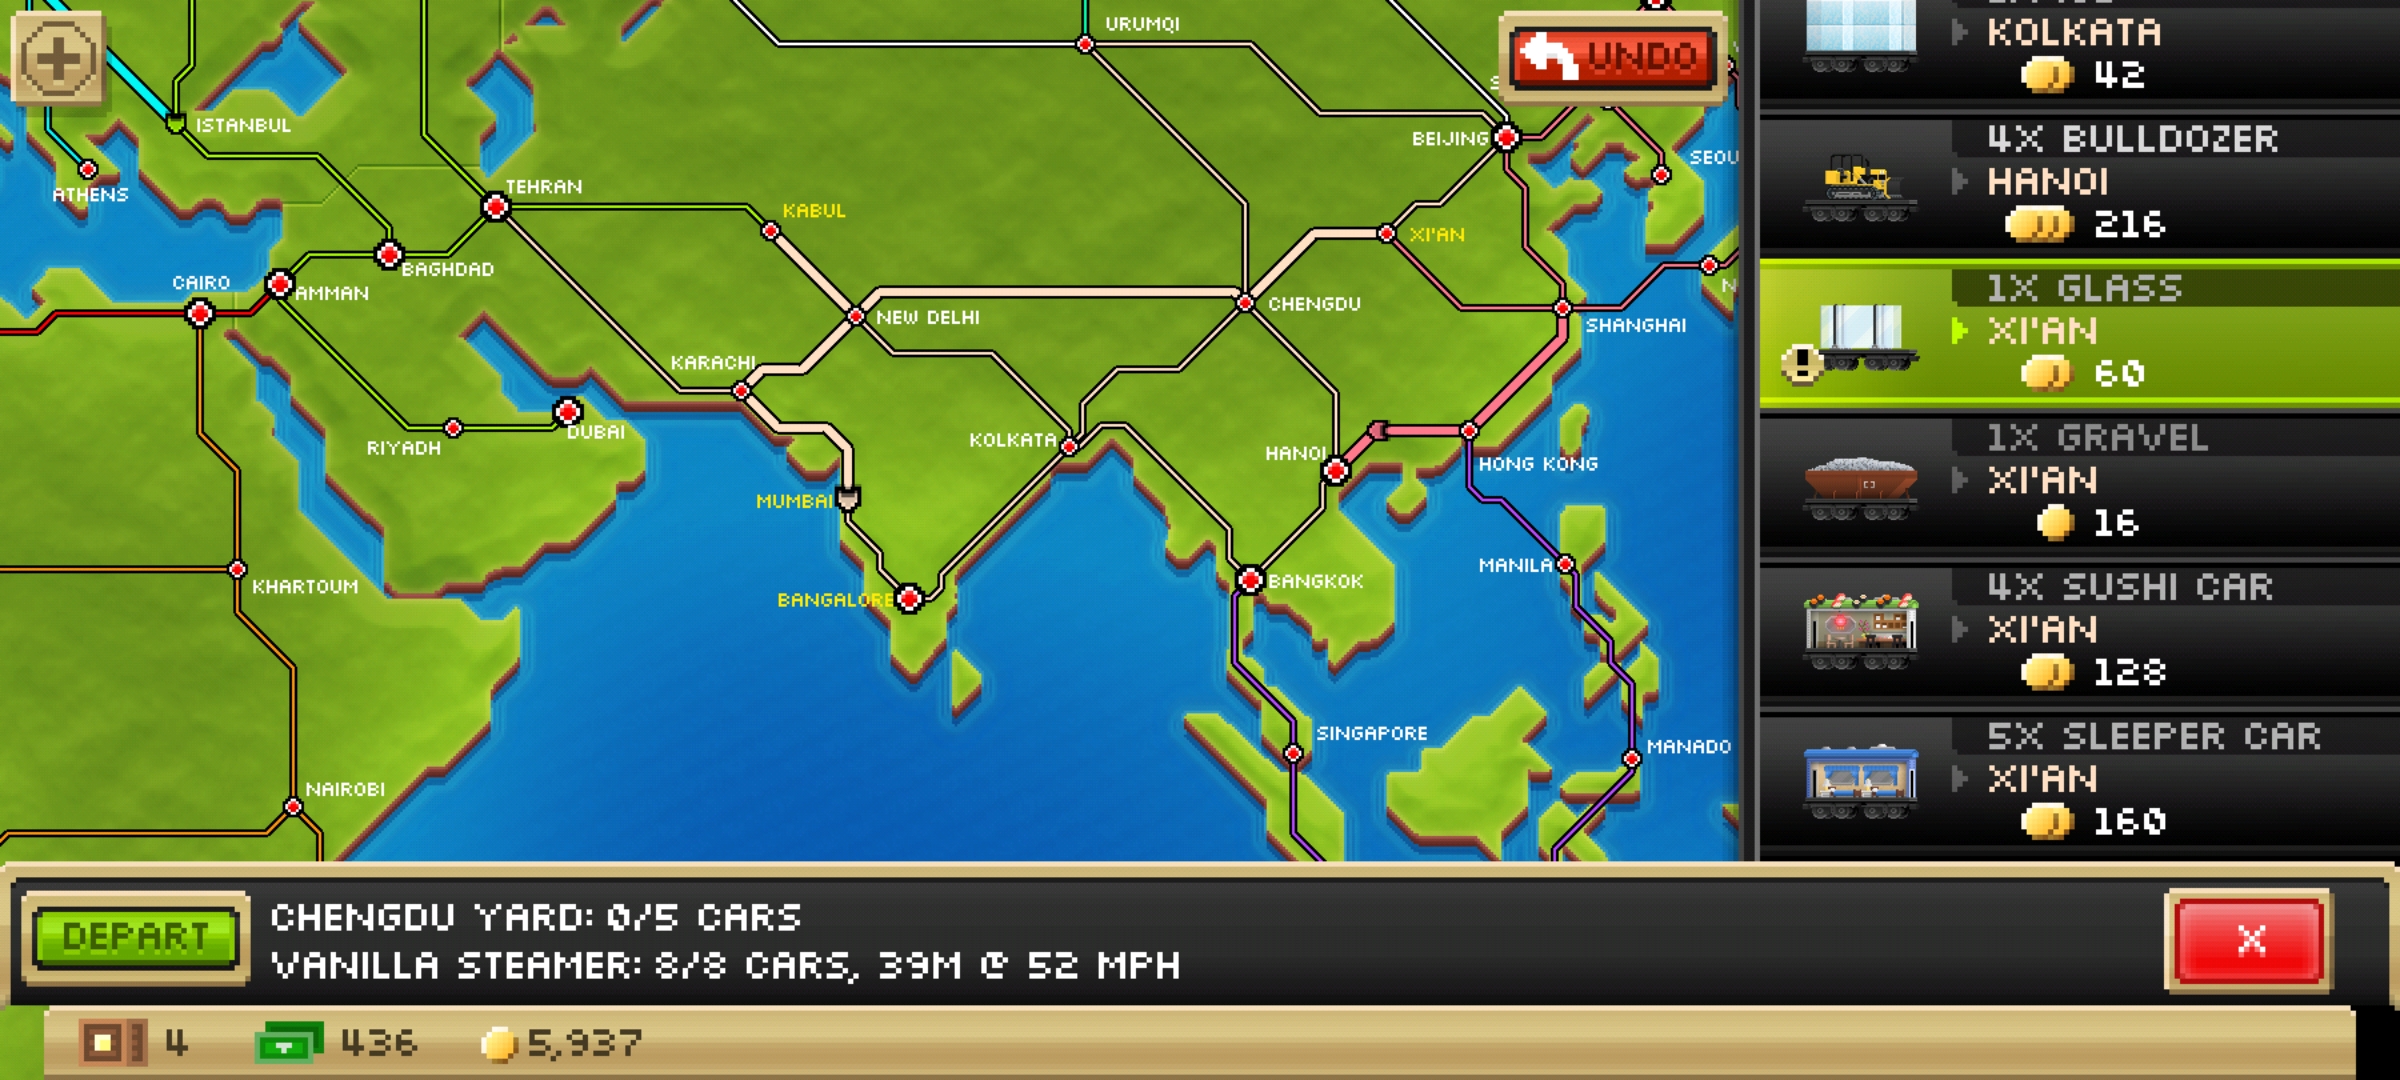 URUMQI
UNDO
ISTANBUL
ATHENS
TEHRAN
KABUL
BEIJING
XI'AN
BAGHDAD
CAIRO
AMMAN
NEW DELHI
CHENGDU
SHANGHAI
KARACHI
RIYADH
DUBAI
KOLKATA
HANOI
HONG KONG
MUMBAI
KHARTOUM
MANILA
BANGKOK
BANGALORE
SINGAPORE
MANADO
NAIROBI
KOLKATA
42
4X BULLDOZER
HANOI
216
1X GLASS
XI'AN
60
1X GRAVEL
XI'AN
16
4X SUSHI CAR
XI'AN
128
5X SLEEPER CAR
XI'AN
160
DEPART
CHENGDU YARD: 0/5 CARS
VANILLA STEAMER: 8/8 CARS, 39M @ 52 MPH
X
4
436
5,937